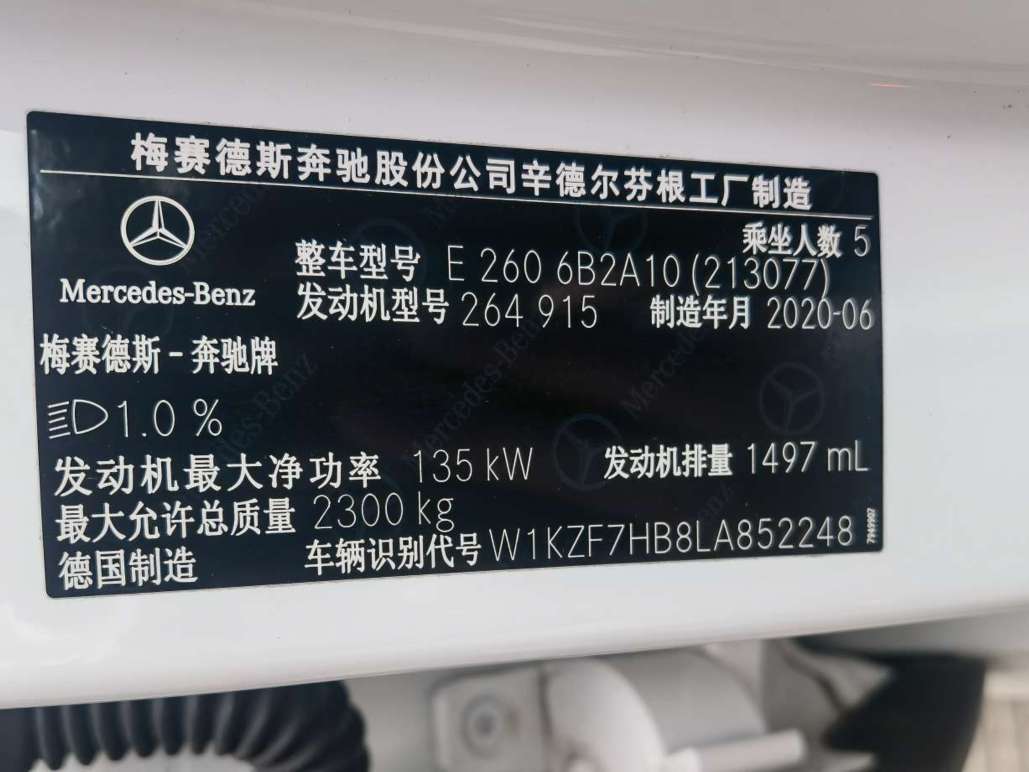 梅赛德斯奔驰股份公司辛德尔芬根工厂制造
乘坐人数 5
整车型号 E 260 6B2A10 (213077)
Mercedes-Benz
发动机型号 264 915 制造年月 2020-06
梅赛德斯-奔驰牌
1.0 %
发动机最大净功率 135 kW 发动机排量 1497 mL
最大允许总质量 2300 kg
德国制造 车辆识别代号 W1KZF7HB8LA852248